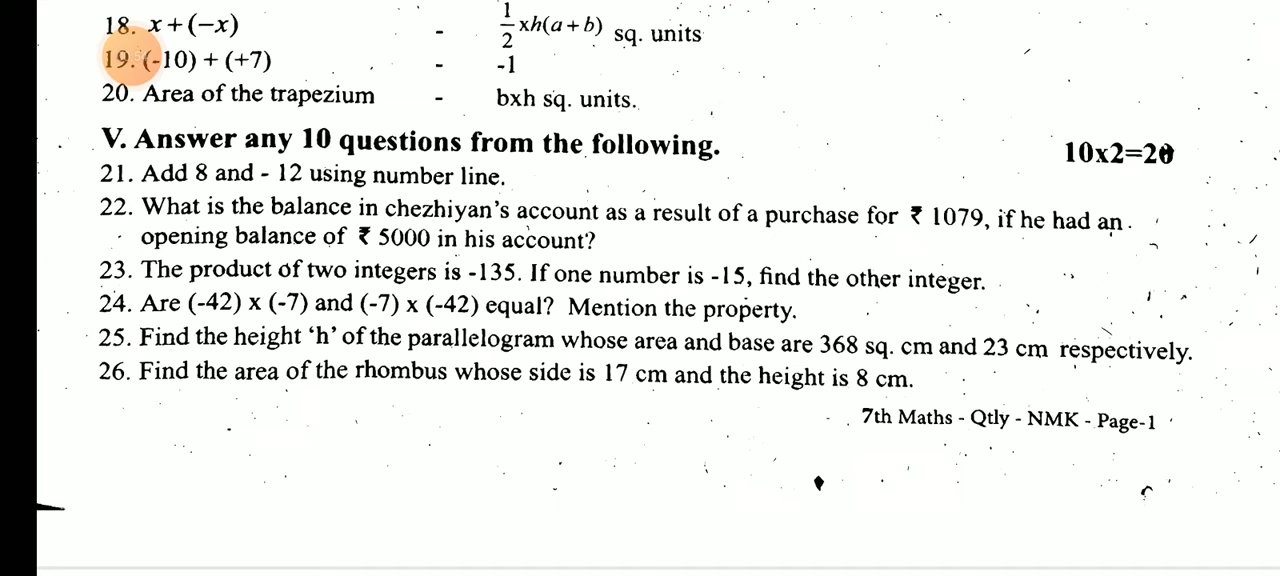 18. x+(−x) - 1/2 xh(a+b) sq. units
19. (-10) + (+7) - -1
20. Area of the trapezium - bxh sq. units.
V. Answer any 10 questions from the following. 10x2=20
21. Add 8 and - 12 using number line.
22. What is the balance in chezhiyan's account as a result of a purchase for ₹ 1079, if he had an
opening balance of ₹ 5000 in his account?
23. The product of two integers is -135. If one number is -15, find the other integer.
24. Are (-42) x (-7) and (-7) x (-42) equal? Mention the property.
25. Find the height ‘h’ of the parallelogram whose area and base are 368 sq. cm and 23 cm respectively.
26. Find the area of the rhombus whose side is 17 cm and the height is 8 cm.
7th Maths - Qtly - NMK - Page-1